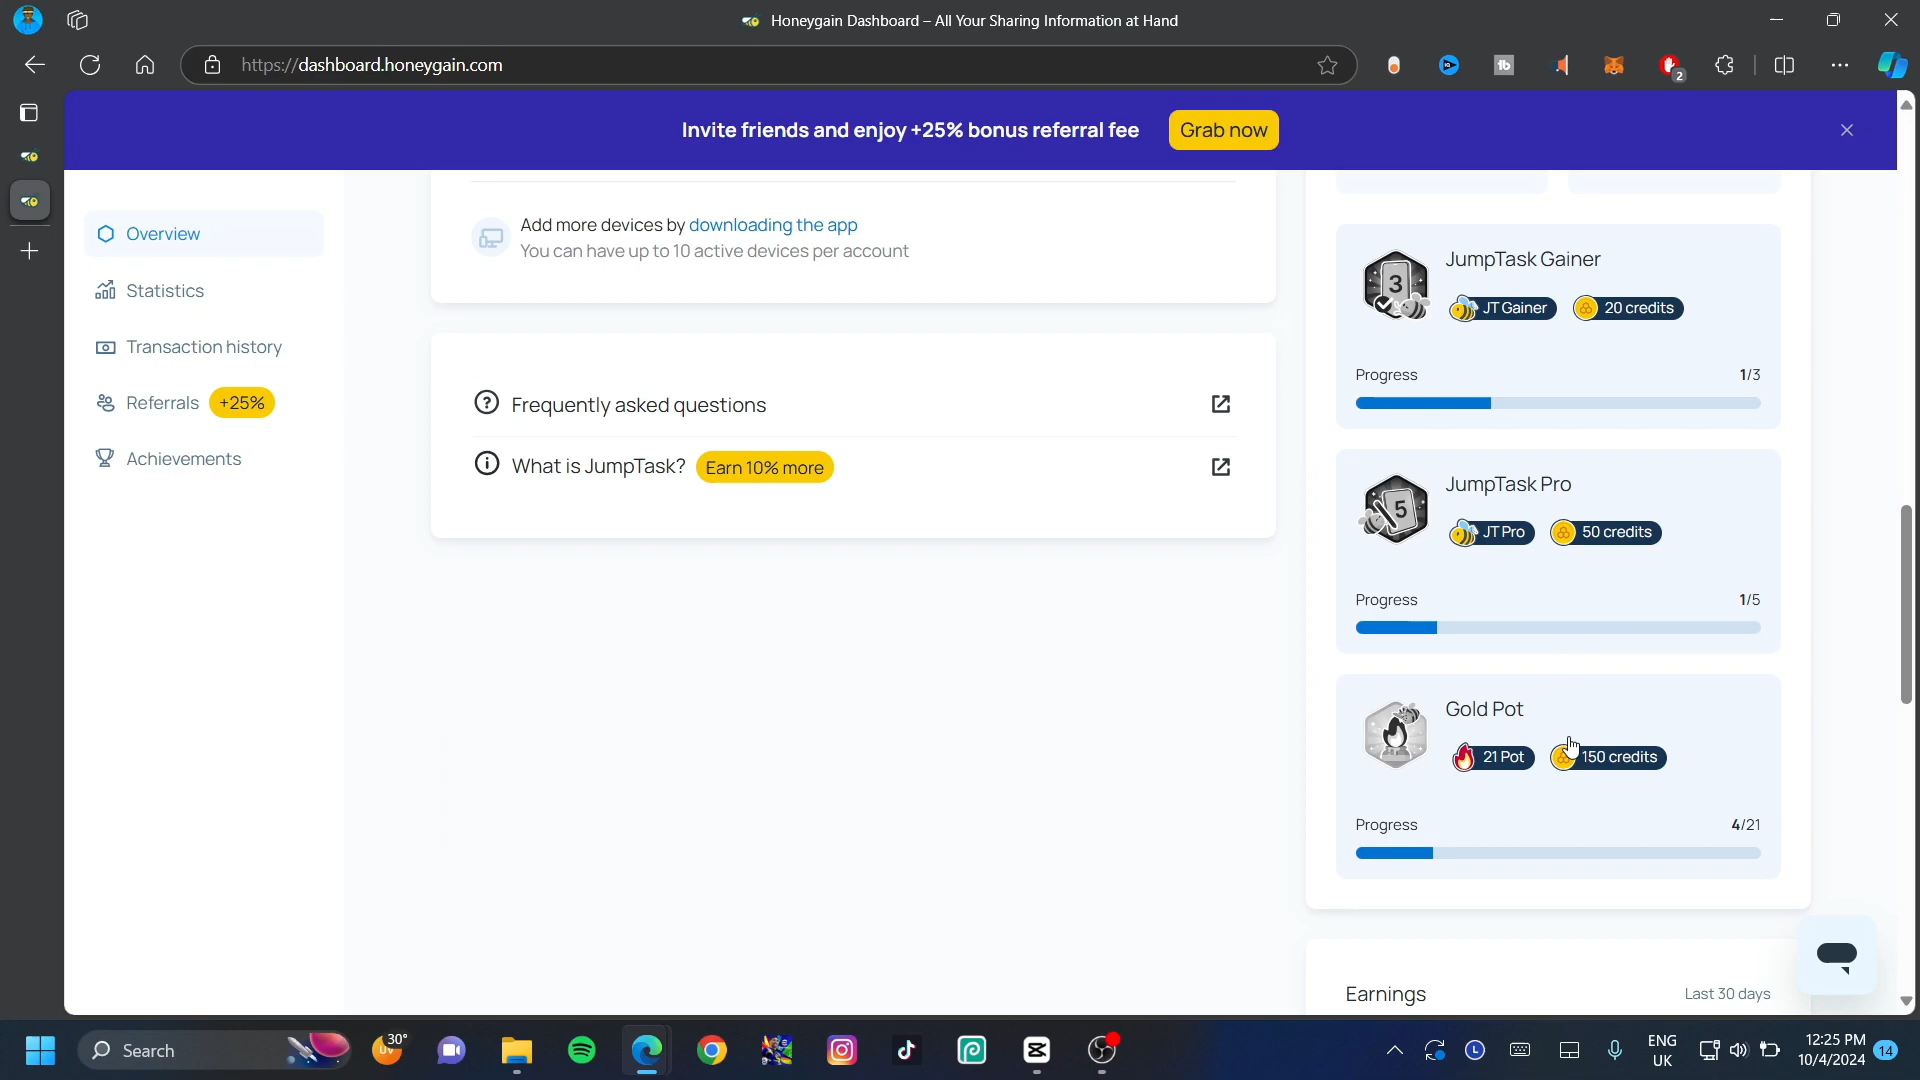 Honeygain Dashboard – All Your Sharing Information at Hand
https://dashboard.honeygain.com
2
Invite friends and enjoy +25% bonus referral fee
Grab now
Overview
Statistics
Transaction history
Referrals +25%
Achievements
Add more devices by downloading the app
You can have up to 10 active devices per account
Frequently asked questions
What is JumpTask? Earn 10% more
3
JumpTask Gainer
JT Gainer 20 credits
Progress 1/3
5
JumpTask Pro
JT Pro 50 credits
Progress 1/5
Gold Pot
21 Pot 150 credits
Progress 4/21
Earnings Last 30 days
Search
30°
UV
ENG
UK
12:25 PM
10/4/2024
14